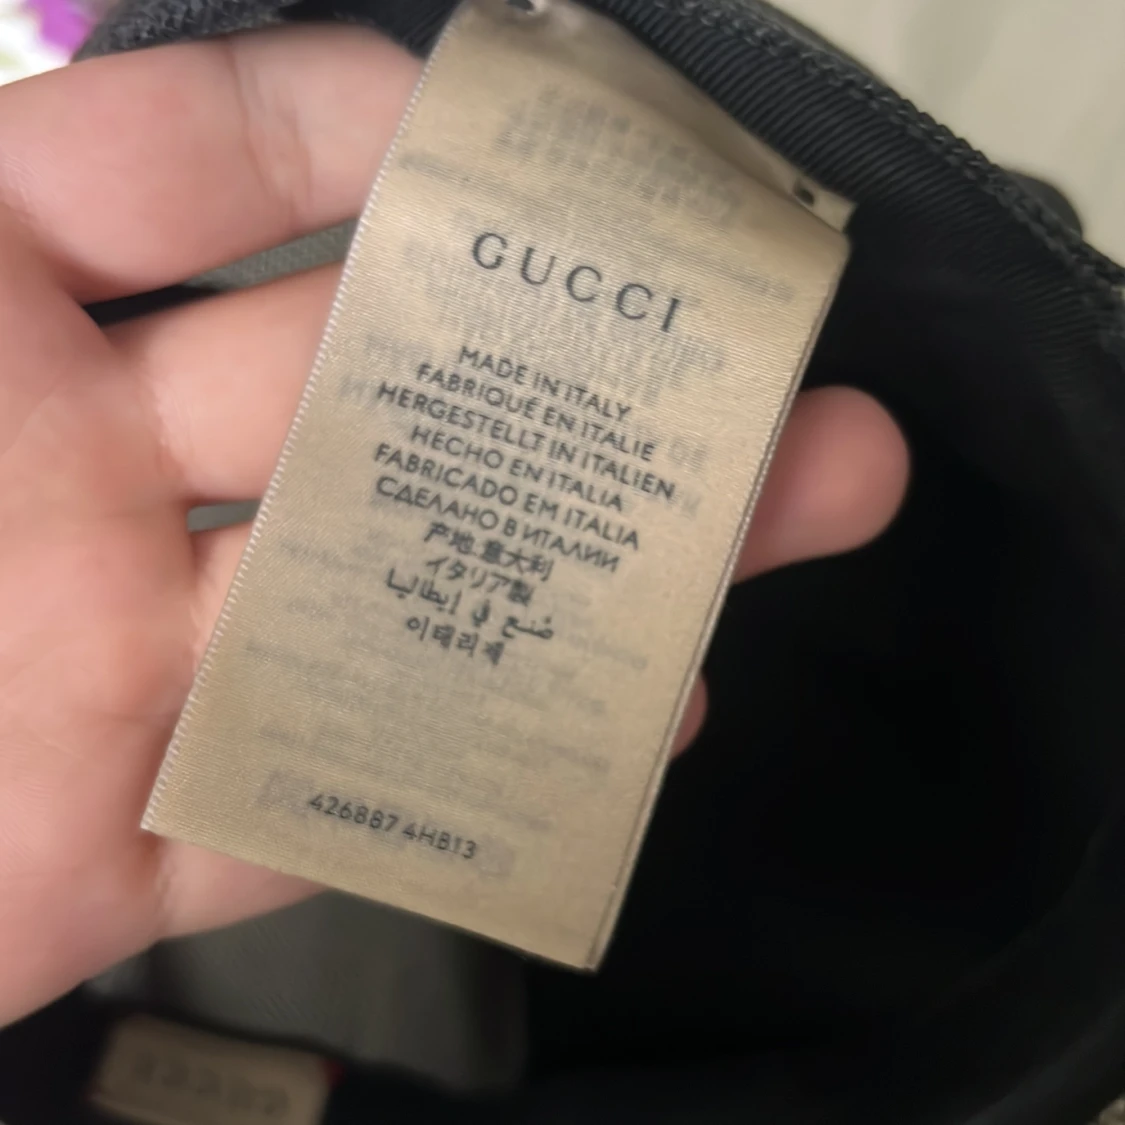 GUCCI
MADE IN ITALY
FABRIQUÉ EN ITALIE
HERGESTELLT IN ITALIEN
HECHO EN ITALIA
FABRICADO EM ITALIA
СДЕЛАНО В ИТАЛИИ
产地 意大利
イタリア製
صنع في إيطاليا
이태리제
426887 4HB13